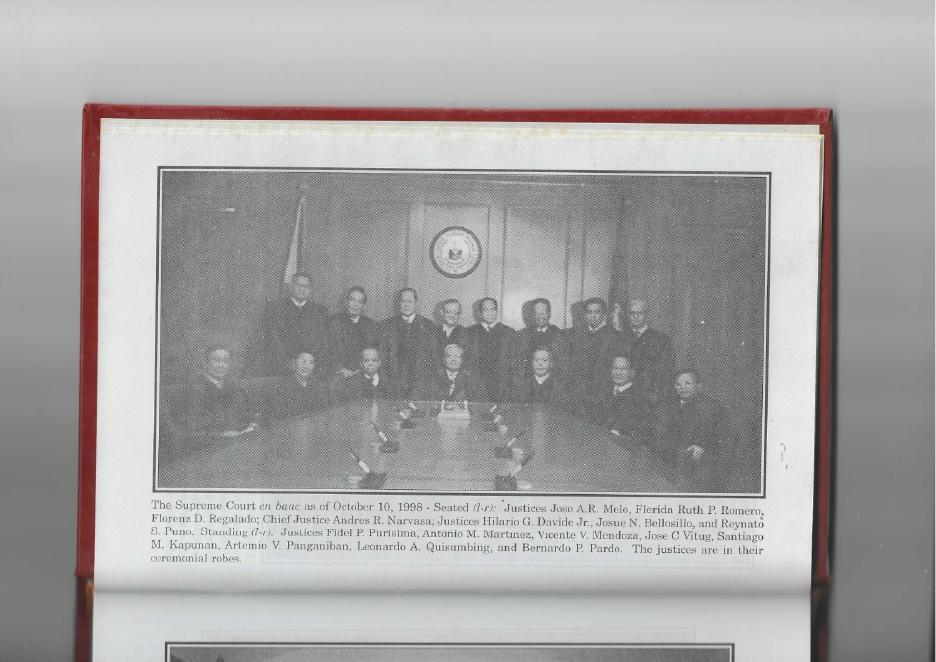 The Supreme Court en banc as of October 10, 1998 - Seated (l-r): Justices Jose A.R. Melo, Flerida Ruth P. Romero,
Florenz D. Regalado; Chief Justice Andres R. Narvasa; Justices Hilario G. Davide Jr., Josue N. Bellosillo, and Reynato
S. Puno. Standing (l-r): Justices Fidel P. Purisima, Antonio M. Martinez, Vicente V. Mendoza, Jose C Vitug, Santiago
M. Kapunan, Artemio V. Panganiban, Leonardo A. Quisumbing, and Bernardo P. Pardo. The justices are in their
ceremonial robes.